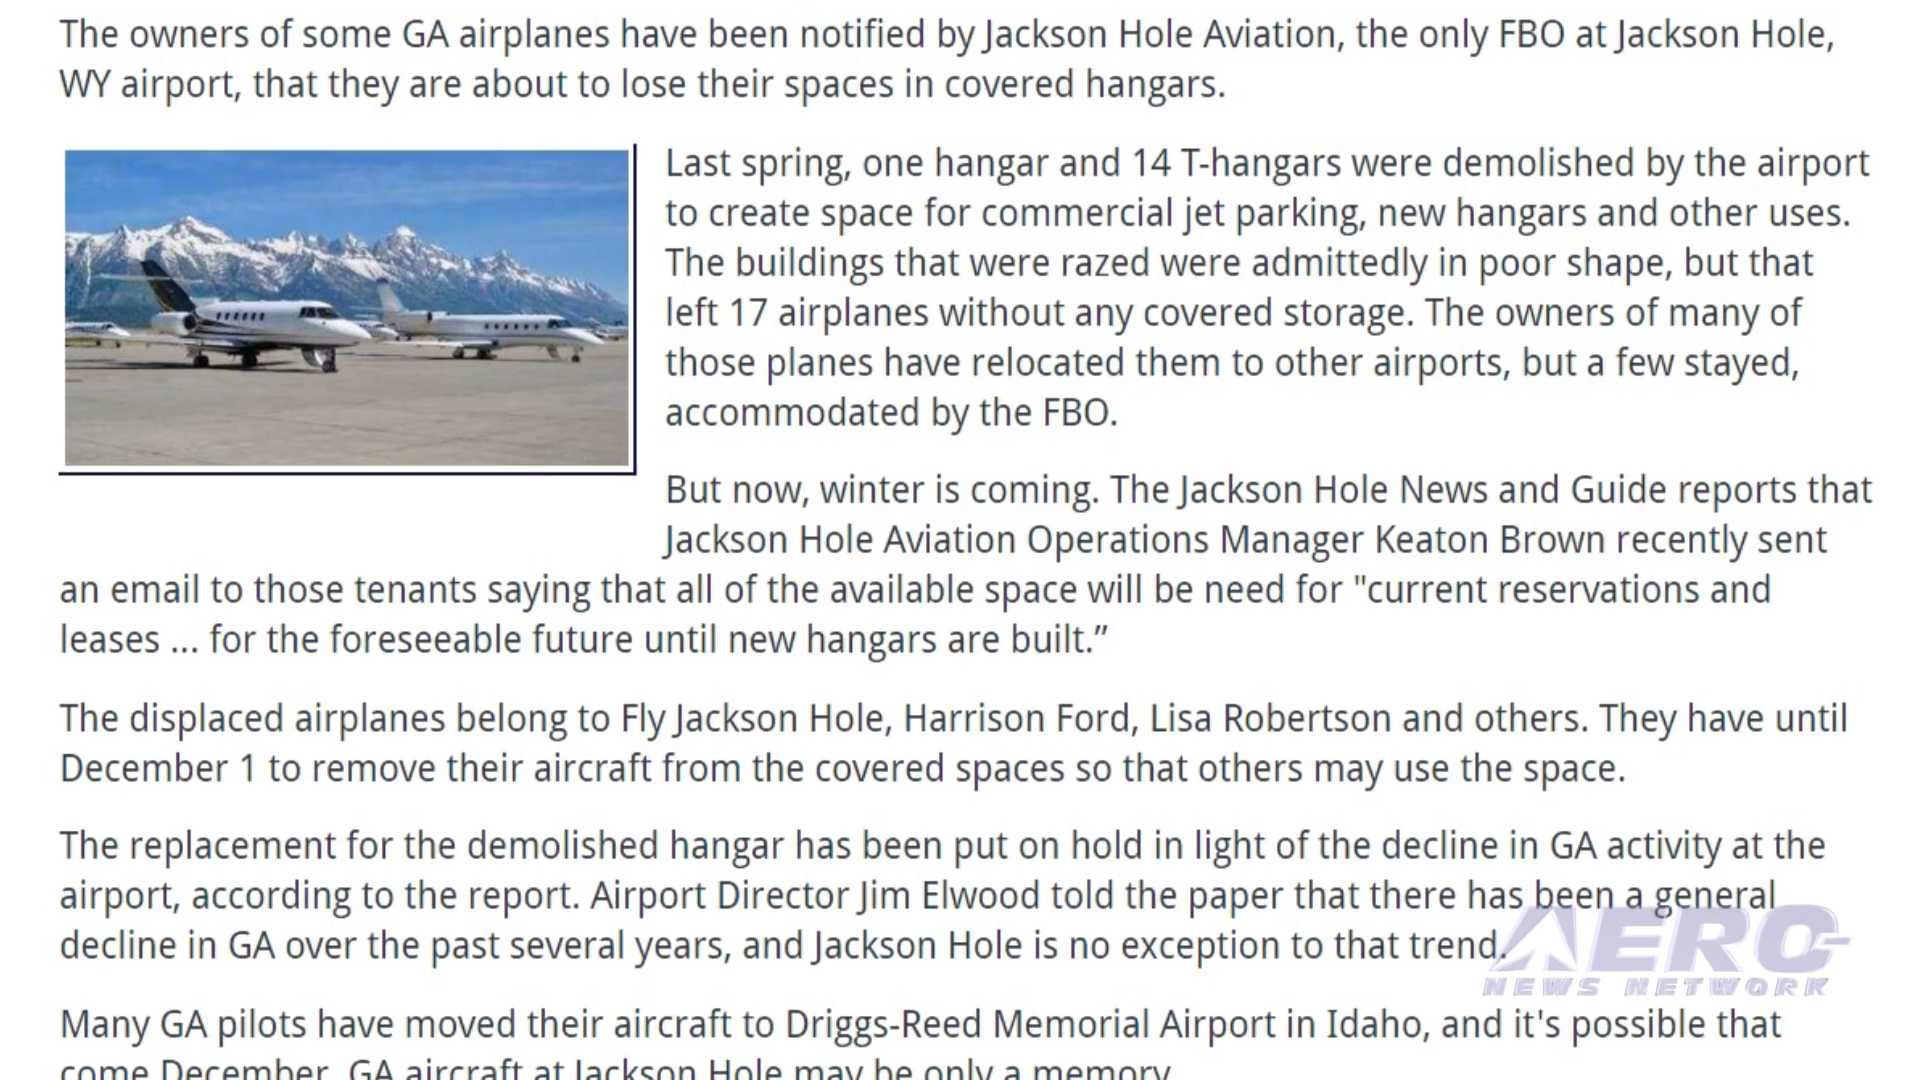 The owners of some GA airplanes have been notified by Jackson Hole Aviation, the only FBO at Jackson Hole,
WY airport, that they are about to lose their spaces in covered hangars.
Last spring, one hangar and 14 T-hangars were demolished by the airport
to create space for commercial jet parking, new hangars and other uses.
The buildings that were razed were admittedly in poor shape, but that
left 17 airplanes without any covered storage. The owners of many of
those planes have relocated them to other airports, but a few stayed,
accommodated by the FBO.
But now, winter is coming. The Jackson Hole News and Guide reports that
Jackson Hole Aviation Operations Manager Keaton Brown recently sent
an email to those tenants saying that all of the available space will be need for "current reservations and
leases ... for the foreseeable future until new hangars are built.”
The displaced airplanes belong to Fly Jackson Hole, Harrison Ford, Lisa Robertson and others. They have until
December 1 to remove their aircraft from the covered spaces so that others may use the space.
The replacement for the demolished hangar has been put on hold in light of the decline in GA activity at the
airport, according to the report. Airport Director Jim Elwood told the paper that there has been a general
decline in GA over the past several years, and Jackson Hole is no exception to that trend.
AERO
NEWS NETWORK
Many GA pilots have moved their aircraft to Driggs-Reed Memorial Airport in Idaho, and it's possible that
come December, GA aircraft at Jackson Hole may be only a memory.